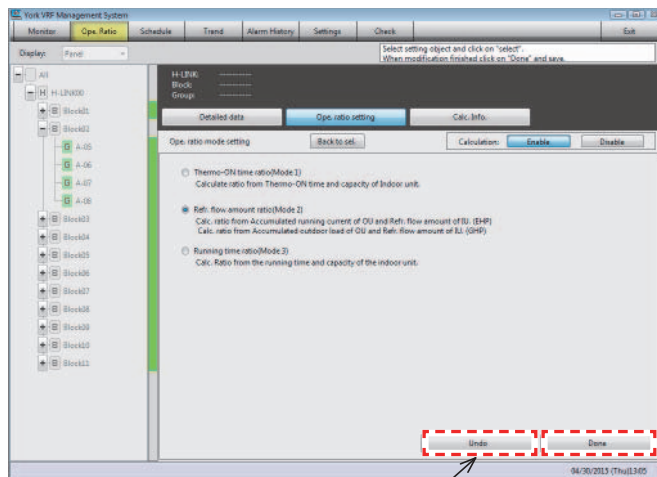 York VRF Management System
Monitor Ope. Ratio Schedule Trend Alarm History Settings Check Exit
Display: Panel
Select setting object and click on "select".
When modification finished click on "Done" and save.
All
H H-LINK00
B Block01
B Block02
G A-05
G A-06
G A-07
G A-08
B Block03
B Block04
B Block05
B Block06
B Block07
B Block08
B Block09
B Block10
B Block11
H-LINK: ----------
Block: ----------
Group: ----------
Detailed data Ope. ratio setting Calc. Info.
Ope. ratio mode setting Back to sel. Calculation: Enable Disable
Thermo-ON time ratio(Mode 1)
Calculate ratio from Thermo-ON time and capacity of Indoor unit.
Refr. flow amount ratio(Mode 2)
Calc. ratio from Accumulated running current of OU and Refr. flow amount of IU. (EHP)
Calc. ratio from Accumulated outdoor load of OU and Refr. flow amount of IU. (GHP)
Running time ratio(Mode 3)
Calc. Ratio from the running time and capacity of the indoor unit.
Undo Done
04/30/2015 (Thu)13:05